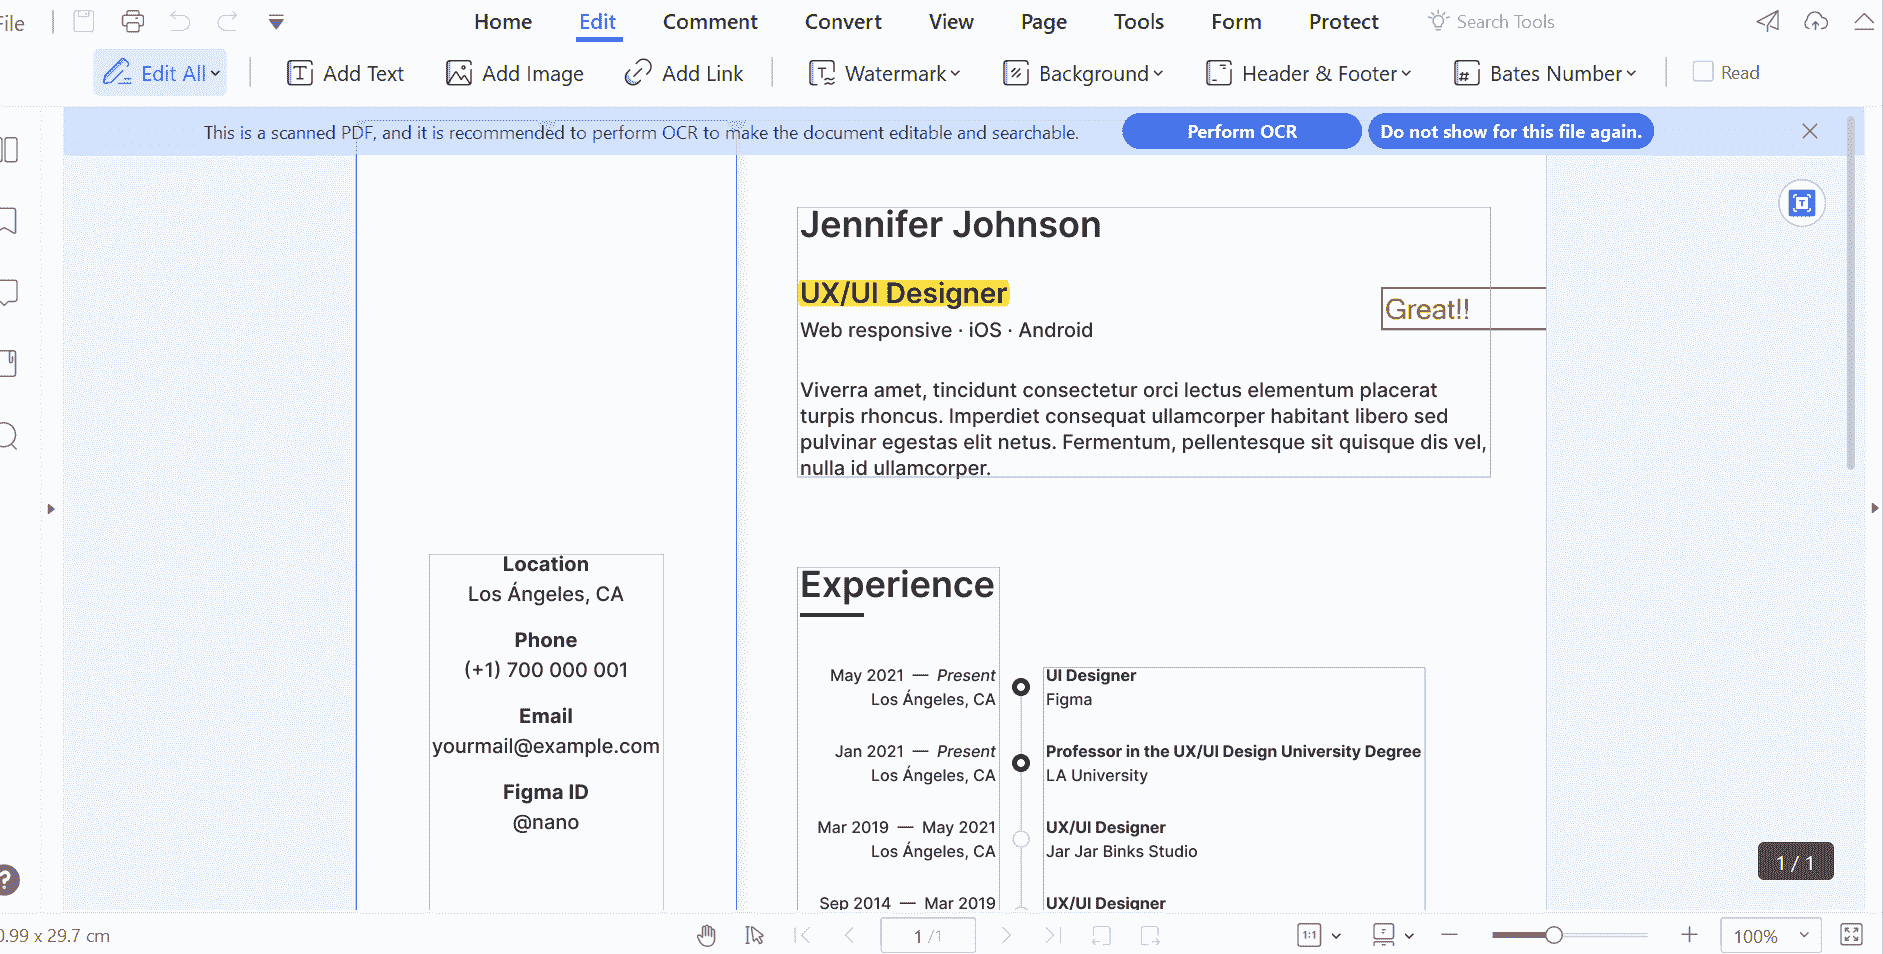 File
Home Edit Comment Convert View Page Tools Form Protect Search Tools
Edit All Add Text Add Image Add Link Watermark Background Header & Footer Bates Number Read
This is a scanned PDF, and it is recommended to perform OCR to make the document editable and searchable. Perform OCR Do not show for this file again.
Jennifer Johnson
UX/UI Designer
Great!!
Web responsive · iOS · Android
Viverra amet, tincidunt consectetur orci lectus elementum placerat
turpis rhoncus. Imperdiet consequat ullamcorper habitant libero sed
pulvinar egestas elit netus. Fermentum, pellentesque sit quisque dis vel,
nulla id ullamcorper.
Location
Los Ángeles, CA
Phone
(+1) 700 000 001
Email
yourmail@example.com
Figma ID
@nano
Experience
May 2021 — Present UI Designer
Los Ángeles, CA Figma
Jan 2021 — Present Professor in the UX/UI Design University Degree
Los Ángeles, CA LA University
Mar 2019 — May 2021 UX/UI Designer
Los Ángeles, CA Jar Jar Binks Studio
Sep 2014 — Mar 2019 UX/UI Designer
1 / 1
0.99 x 29.7 cm 1 /1 1:1 100%